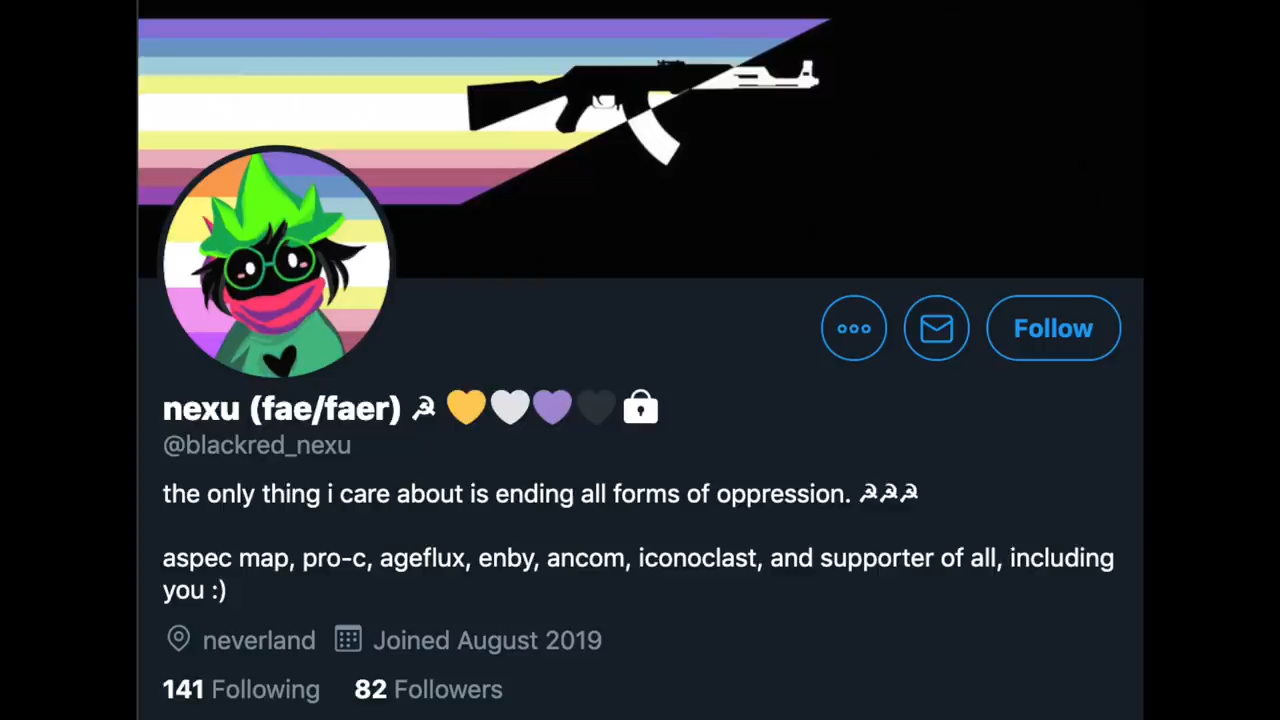 Follow
nexu (fae/faer) ☭ 💛🤍💜🖤🔒
@blackred_nexu
the only thing i care about is ending all forms of oppression. ☭☭☭
aspec map, pro-c, ageflux, enby, ancom, iconoclast, and supporter of all, including
you :)
neverland Joined August 2019
141 Following 82 Followers